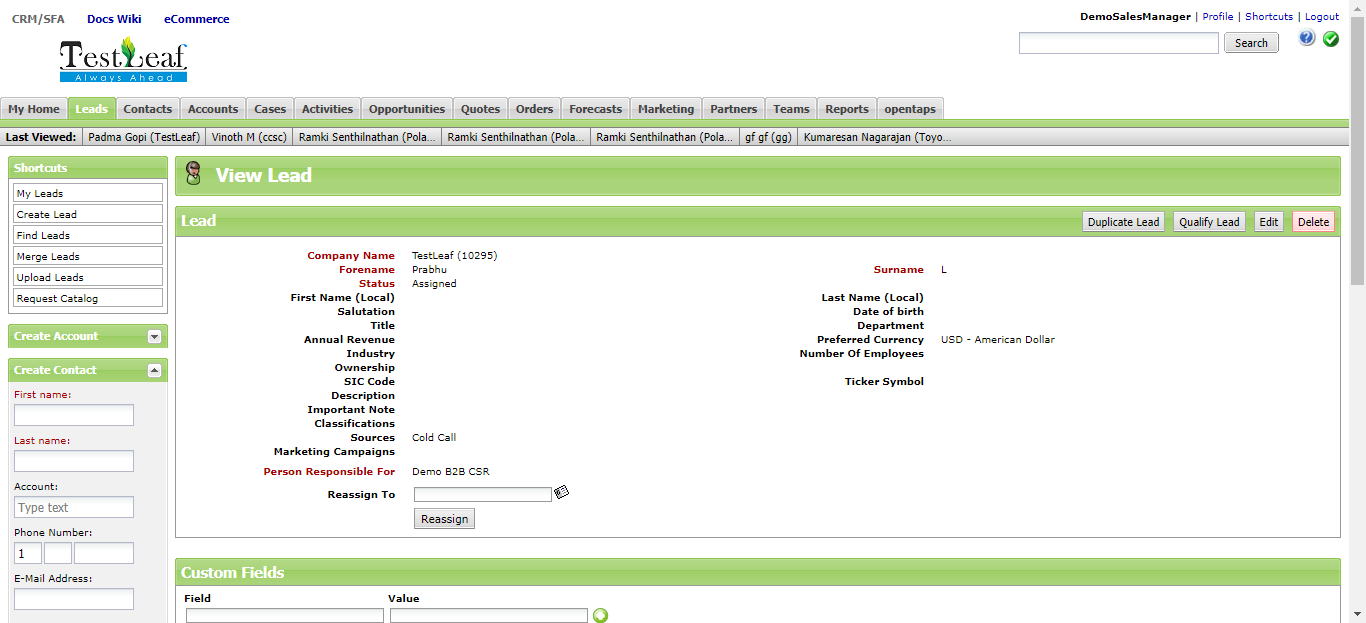 CRM/SFA Docs Wiki eCommerce
DemoSalesManager | Profile | Shortcuts | Logout
TestLeaf
Always Ahead
Search
My Home Leads Contacts Accounts Cases Activities Opportunities Quotes Orders Forecasts Marketing Partners Teams Reports opentaps
Last Viewed: Padma Gopi (TestLeaf) Vinoth M (ccsc) Ramki Senthilnathan (Pola... Ramki Senthilnathan (Pola... Ramki Senthilnathan (Pola... gf gf (gg) Kumaresan Nagarajan (Toyo...
Shortcuts
My Leads
Create Lead
Find Leads
Merge Leads
Upload Leads
Request Catalog
Create Account
Create Contact
First name:
Last name:
Account:
Type text
Phone Number:
1
E-Mail Address:
View Lead
Lead Duplicate Lead Qualify Lead Edit Delete
Company Name TestLeaf (10295)
Forename Prabhu Surname L
Status Assigned
First Name (Local) Last Name (Local)
Salutation Date of birth
Title Department
Annual Revenue Preferred Currency USD - American Dollar
Industry Number Of Employees
Ownership
SIC Code Ticker Symbol
Description
Important Note
Classifications
Sources Cold Call
Marketing Campaigns
Person Responsible For Demo B2B CSR
Reassign To
Reassign
Custom Fields
Field Value